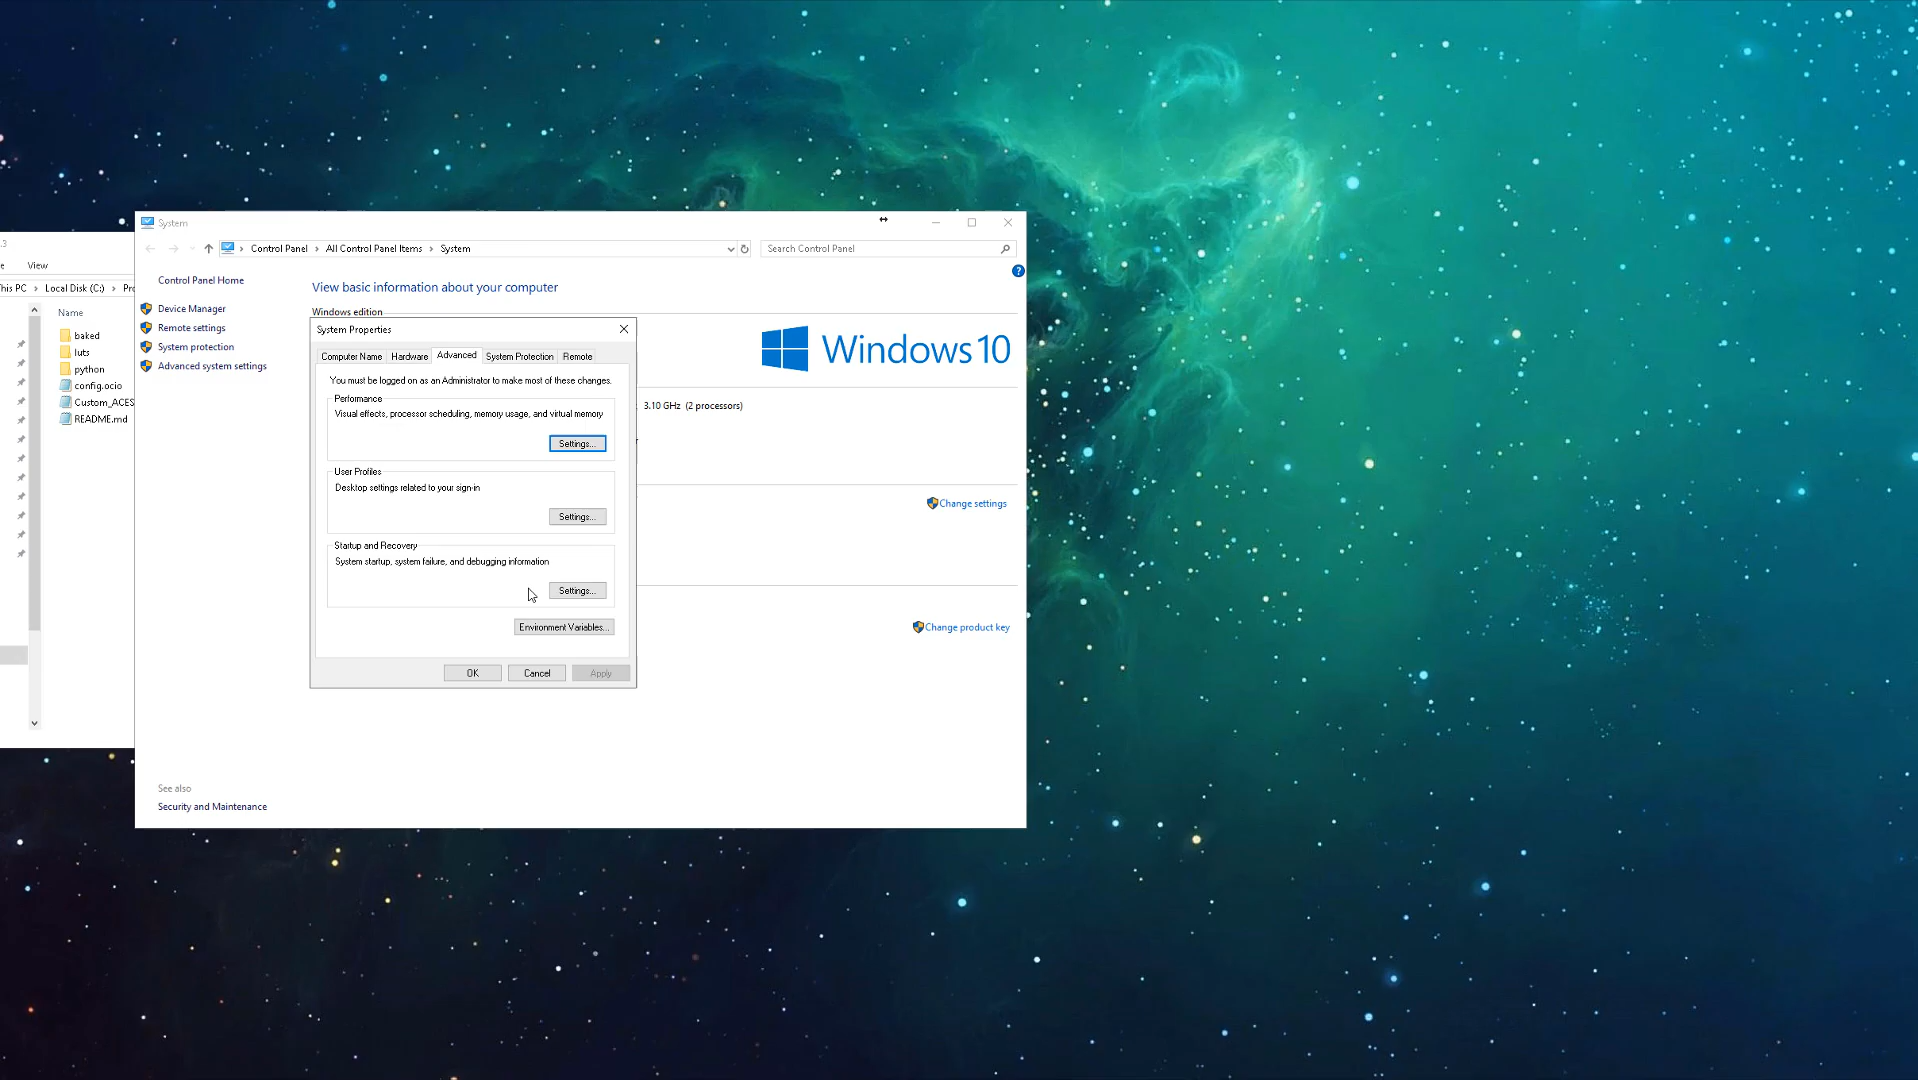 System
Control Panel
All Control Panel Items
System
Search Control Panel
.3
View
his PC
Local Disk (C:)
Name
baked
luts
python
config.ocio
Custom_ACES
README.md
Control Panel Home
Device Manager
Remote settings
System protection
Advanced system settings
See also
Security and Maintenance
View basic information about your computer
Windows edition
Windows 10
3.10 GHz (2 processors)
Change settings
Change product key
System Properties
Computer Name
Hardware
Advanced
System Protection
Remote
You must be logged on as an Administrator to make most of these changes.
Performance
Visual effects, processor scheduling, memory usage, and virtual memory
Settings...
User Profiles
Desktop settings related to your sign-in
Settings...
Startup and Recovery
System startup, system failure, and debugging information
Settings...
Environment Variables...
OK
Cancel
Apply